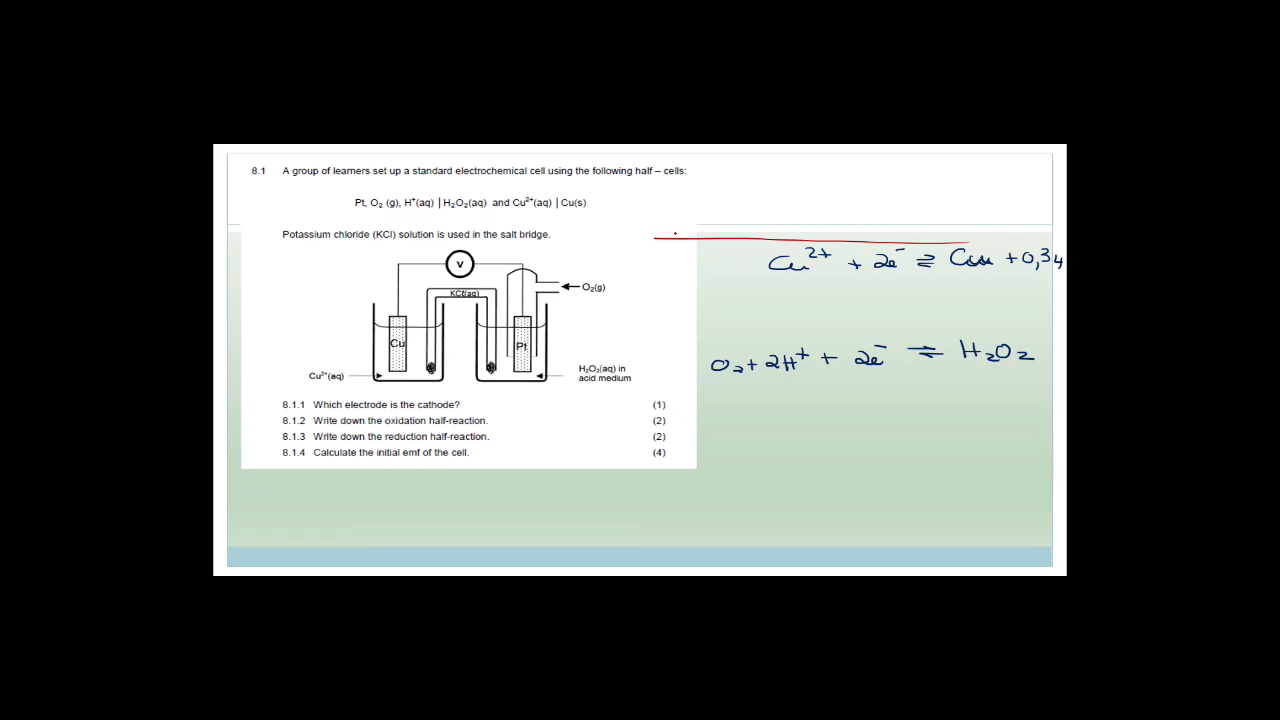 8.1 A group of learners set up a standard electrochemical cell using the following half – cells:
Pt, O₂ (g), H⁺(aq) | H₂O₂(aq) and Cu²⁺(aq) | Cu(s)
Potassium chloride (KCl) solution is used in the salt bridge.
V
KCℓ(aq)
O₂(g)
Cu
Pt
Cu²⁺(aq)
H₂O₂(aq) in
acid medium
8.1.1 Which electrode is the cathode? (1)
8.1.2 Write down the oxidation half-reaction. (2)
8.1.3 Write down the reduction half-reaction. (2)
8.1.4 Calculate the initial emf of the cell. (4)
Cu²⁺ + 2e⁻ ⇌ Cu +0,34
O₂ + 2H⁺ + 2e⁻ ⇌ H₂O₂